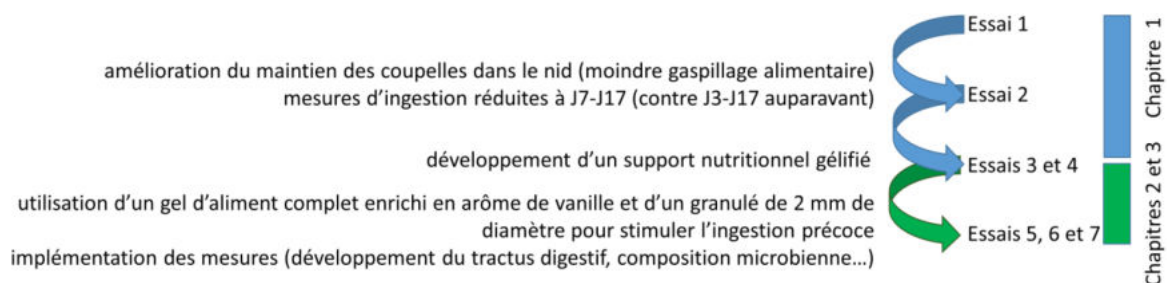 Essai 1
amélioration du maintien des coupelles dans le nid (moindre gaspillage alimentaire)
mesures d'ingestion réduites à J7-J17 (contre J3-J17 auparavant)
Essai 2
développement d'un support nutritionnel gélifié
Essais 3 et 4
utilisation d'un gel d'aliment complet enrichi en arôme de vanille et d'un granulé de 2 mm de
diamètre pour stimuler l'ingestion précoce
implémentation des mesures (développement du tractus digestif, composition microbienne…)
Essais 5, 6 et 7
Chapitre 1
Chapitres 2 et 3